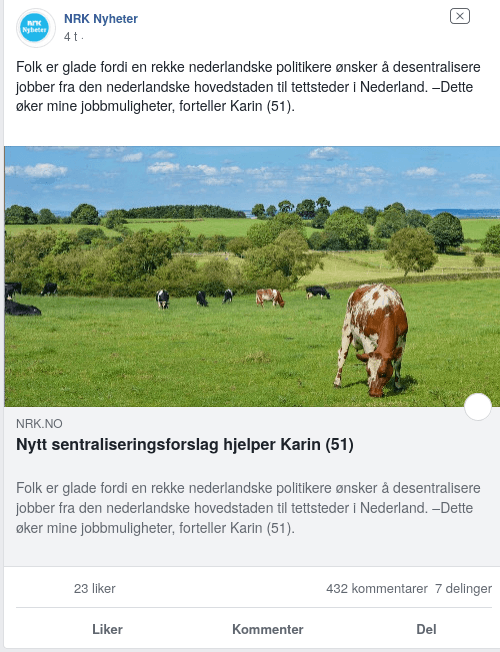 NRK
Nyheter
NRK Nyheter
4 t ·
Folk er glade fordi en rekke nederlandske politikere ønsker å desentralisere
jobber fra den nederlandske hovedstaden til tettsteder i Nederland. –Dette
øker mine jobbmuligheter, forteller Karin (51).
NRK.NO
Nytt sentraliseringsforslag hjelper Karin (51)
Folk er glade fordi en rekke nederlandske politikere ønsker å desentralisere
jobber fra den nederlandske hovedstaden til tettsteder i Nederland. –Dette
øker mine jobbmuligheter, forteller Karin (51).
23 liker 432 kommentarer 7 delinger
Liker Kommenter Del